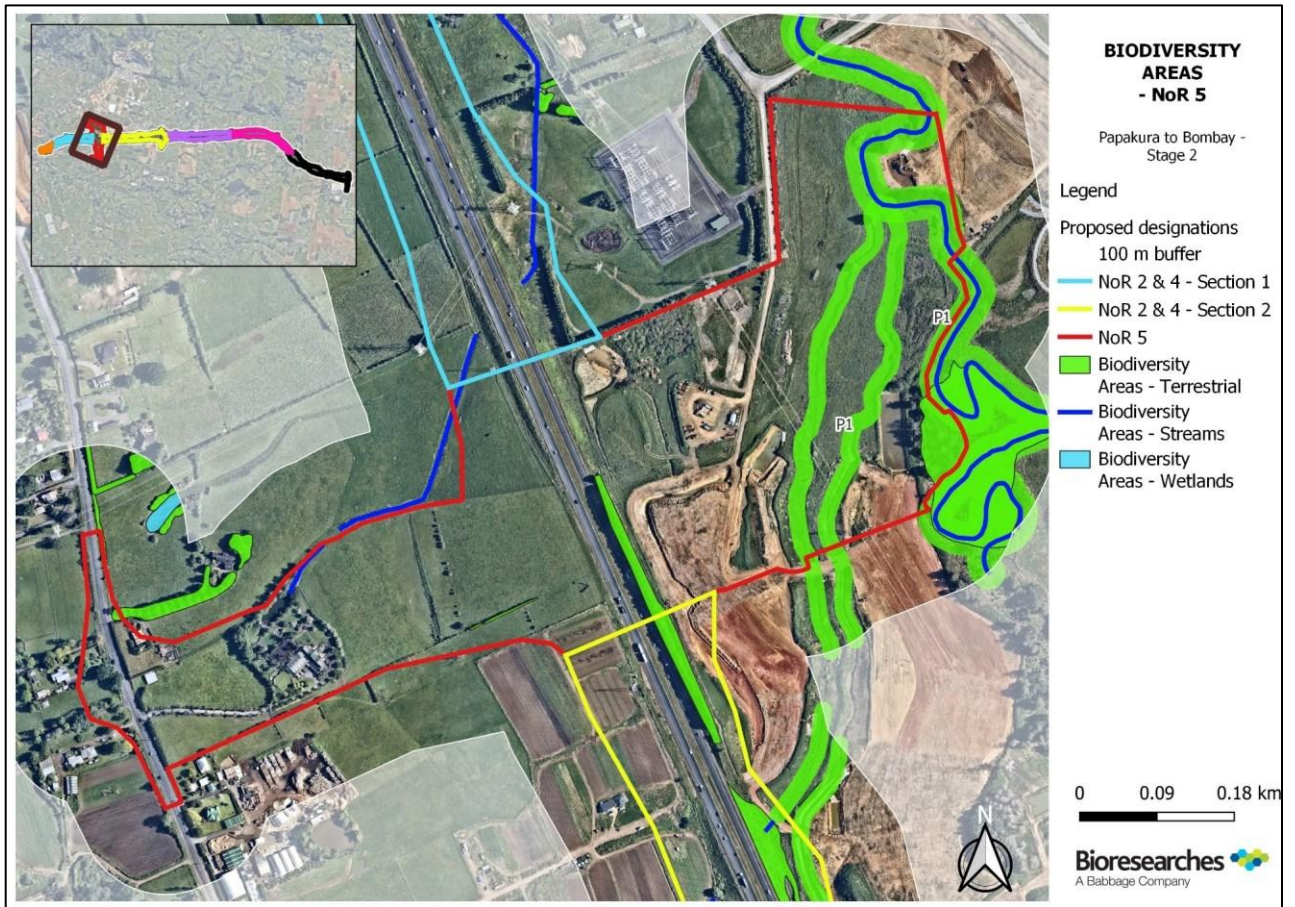 BIODIVERSITY
AREAS
- NoR 5
Papakura to Bombay -
Stage 2
Legend
Proposed designations
100 m buffer
NoR 2 & 4 - Section 1
NoR 2 & 4 - Section 2
NoR 5
Biodiversity
Areas - Terrestrial
Biodiversity
Areas - Streams
Biodiversity
Areas - Wetlands
P1
P1
N
0 0.09 0.18 km
Bioresearches
A Babbage Company